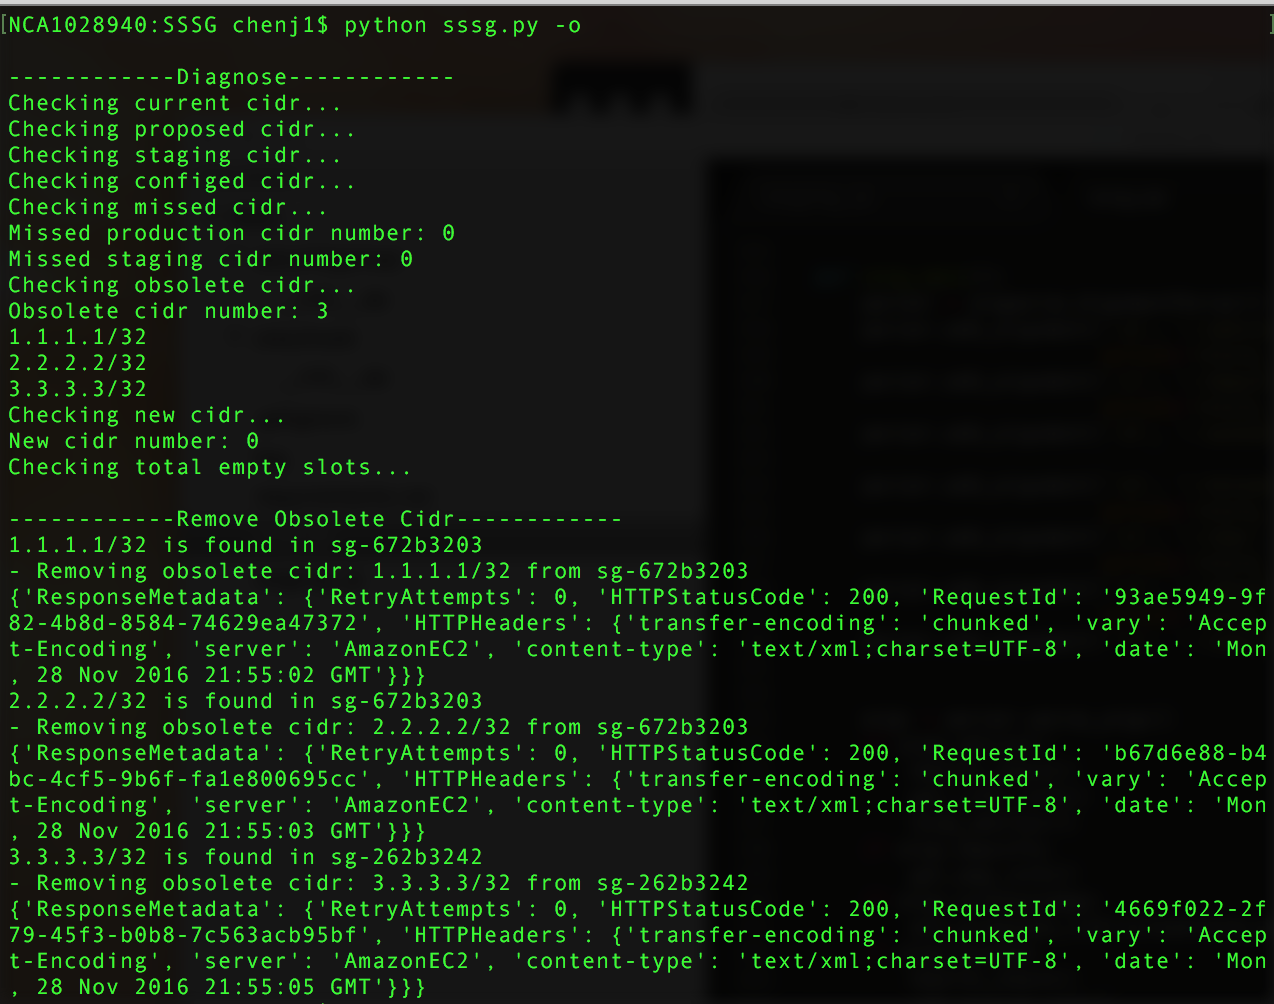 [NCA1028940:SSSG chenj1$ python sssg.py -o ]
------------Diagnose------------
Checking current cidr...
Checking proposed cidr...
Checking staging cidr...
Checking configed cidr...
Checking missed cidr...
Missed production cidr number: 0
Missed staging cidr number: 0
Checking obsolete cidr...
Obsolete cidr number: 3
1.1.1.1/32
2.2.2.2/32
3.3.3.3/32
Checking new cidr...
New cidr number: 0
Checking total empty slots...
------------Remove Obsolete Cidr------------
1.1.1.1/32 is found in sg-672b3203
- Removing obsolete cidr: 1.1.1.1/32 from sg-672b3203
{'ResponseMetadata': {'RetryAttempts': 0, 'HTTPStatusCode': 200, 'RequestId': '93ae5949-9f
82-4b8d-8584-74629ea47372', 'HTTPHeaders': {'transfer-encoding': 'chunked', 'vary': 'Accep
t-Encoding', 'server': 'AmazonEC2', 'content-type': 'text/xml;charset=UTF-8', 'date': 'Mon
, 28 Nov 2016 21:55:02 GMT'}}}
2.2.2.2/32 is found in sg-672b3203
- Removing obsolete cidr: 2.2.2.2/32 from sg-672b3203
{'ResponseMetadata': {'RetryAttempts': 0, 'HTTPStatusCode': 200, 'RequestId': 'b67d6e88-b4
bc-4cf5-9b6f-fa1e800695cc', 'HTTPHeaders': {'transfer-encoding': 'chunked', 'vary': 'Accep
t-Encoding', 'server': 'AmazonEC2', 'content-type': 'text/xml;charset=UTF-8', 'date': 'Mon
, 28 Nov 2016 21:55:03 GMT'}}}
3.3.3.3/32 is found in sg-262b3242
- Removing obsolete cidr: 3.3.3.3/32 from sg-262b3242
{'ResponseMetadata': {'RetryAttempts': 0, 'HTTPStatusCode': 200, 'RequestId': '4669f022-2f
79-45f3-b0b8-7c563acb95bf', 'HTTPHeaders': {'transfer-encoding': 'chunked', 'vary': 'Accep
t-Encoding', 'server': 'AmazonEC2', 'content-type': 'text/xml;charset=UTF-8', 'date': 'Mon
, 28 Nov 2016 21:55:05 GMT'}}}